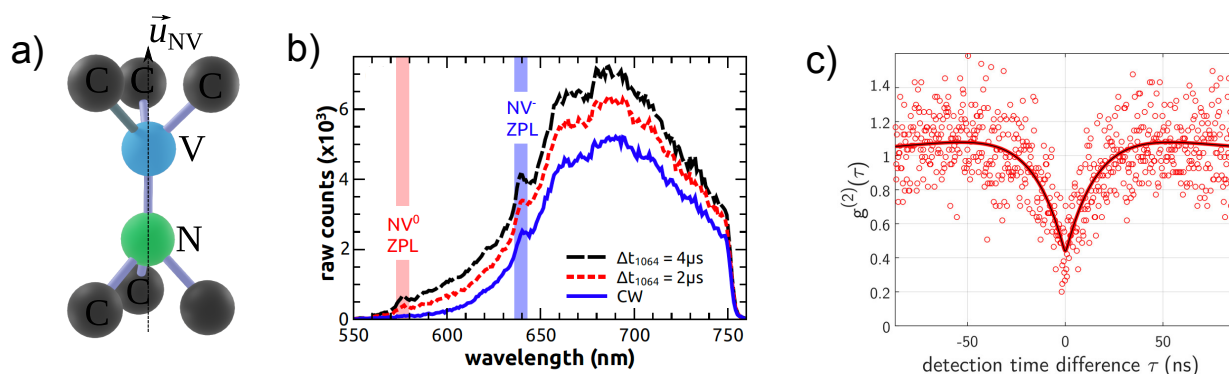 a)
u⃗NV
C
C
C
V
N
C
C
b)
raw counts (x10³)
6
4
2
0
NV⁰
ZPL
NV⁻
ZPL
Δt₁₀₆₄ = 4μs
Δt₁₀₆₄ = 2μs
CW
550
600
650
700
750
wavelength (nm)
c)
g⁽²⁾(τ)
1.4
1.2
1
0.8
0.6
0.4
0.2
0
-50
0
50
detection time difference τ (ns)